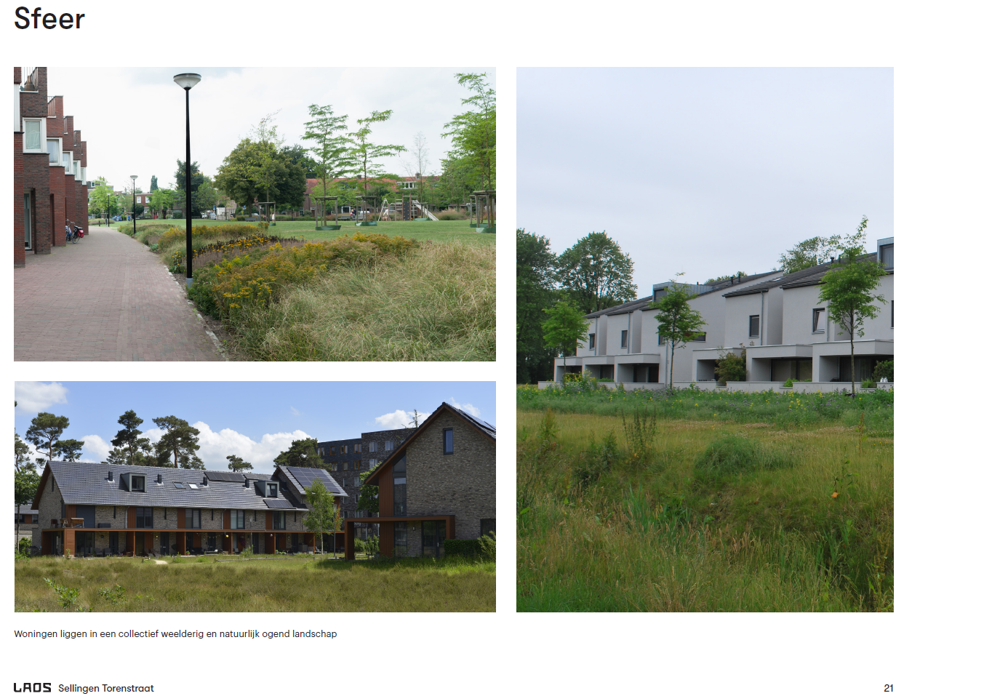 Sfeer
Woningen liggen in een collectief weelderig en natuurlijk ogend landschap
LAOS Sellingen Torenstraat
21